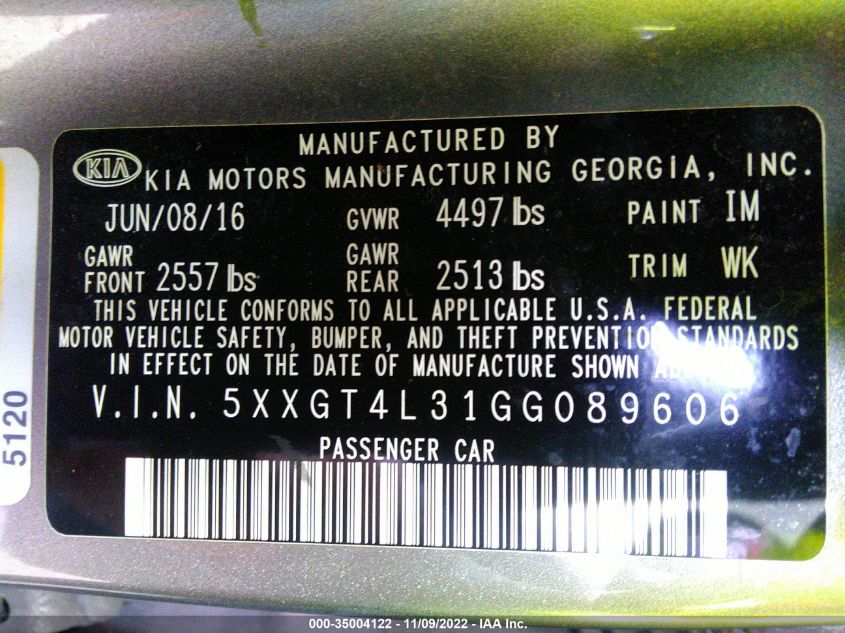 MANUFACTURED BY
KIA KIA MOTORS MANUFACTURING GEORGIA, INC.
JUN/08/16 GVWR 4497 lbs PAINT IM
GAWR FRONT 2557 lbs GAWR REAR 2513 lbs TRIM WK
THIS VEHICLE CONFORMS TO ALL APPLICABLE U.S.A. FEDERAL
MOTOR VEHICLE SAFETY, BUMPER, AND THEFT PREVENTION STANDARDS
IN EFFECT ON THE DATE OF MANUFACTURE SHOWN
V.I.N. 5XXGT4L31GG089606
PASSENGER CAR
5120
000-35004122 - 11/09/2022 - IAA Inc.